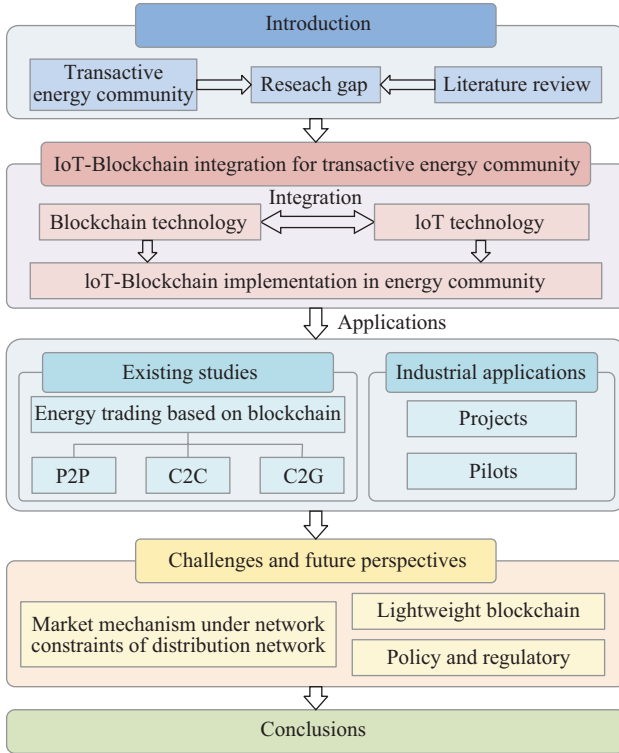 Introduction
Transactive
energy community
Reseach gap
Literature review
IoT-Blockchain integration for transactive energy community
Integration
Blockchain technology
loT technology
loT-Blockchain implementation in energy community
Applications
Existing studies
Energy trading based on blockchain
P2P
C2C
C2G
Industrial applications
Projects
Pilots
Challenges and future perspectives
Market mechanism under network
constraints of distribution network
Lightweight blockchain
Policy and regulatory
Conclusions